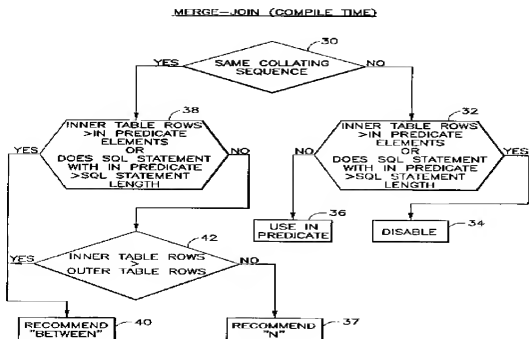 MERGE-JOIN (COMPILE TIME)
30
YES
SAME COLLATING
SEQUENCE
NO
38
INNER TABLE ROWS
>IN PREDICATE
ELEMENTS
OR
DOES SQL STATEMENT
WITH IN PREDICATE
>SQL STATEMENT
LENGTH
YES
NO
32
INNER TABLE ROWS
>IN PREDICATE
ELEMENTS
OR
DOES SQL STATEMENT
WITH IN PREDICATE
>SQL STATEMENT
LENGTH
NO
YES
USE IN
PREDICATE
36
DISABLE
34
42
YES
INNER TABLE ROWS
>
OUTER TABLE ROWS
NO
RECOMMEND
"BETWEEN"
40
RECOMMEND
"N"
37